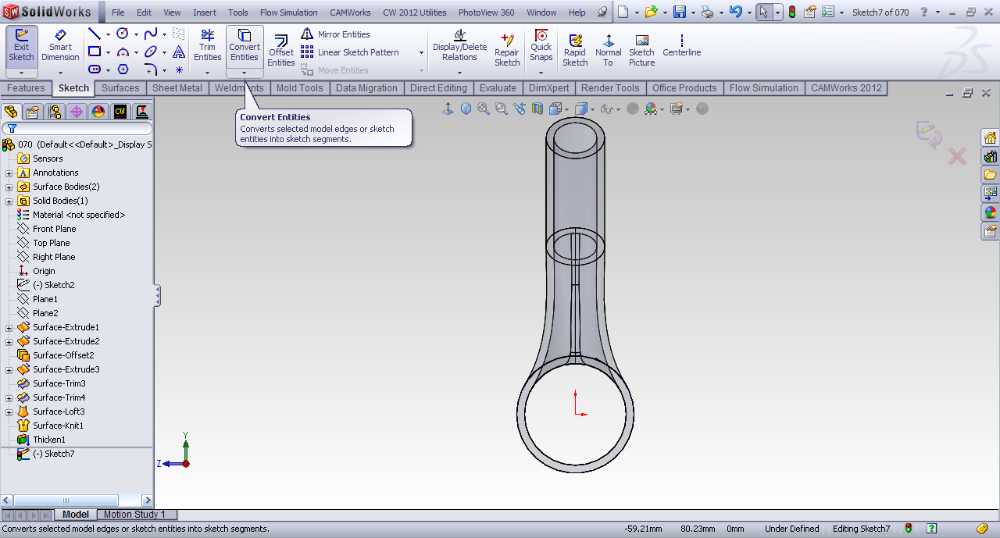 SolidWorks File Edit View Insert Tools Flow Simulation CAMWorks CW 2012 Utilities PhotoView 360 Window Help Sketch7 of 070 ?
Exit Sketch
Smart Dimension
Trim Entities
Convert Entities
Offset Entities
Mirror Entities
Linear Sketch Pattern
Move Entities
Display/Delete Relations
Repair Sketch
Quick Snaps
Rapid Sketch
Normal To
Sketch Picture
Centerline
Features Sketch Surfaces Sheet Metal Weldments Mold Tools Data Migration Direct Editing Evaluate DimXpert Render Tools Office Products Flow Simulation CAMWorks 2012
CW
Convert Entities
Converts selected model edges or sketch
entities into sketch segments.
070 (Default<<Default>_Display S
Sensors
Annotations
Surface Bodies(2)
Solid Bodies(1)
Material <not specified>
Front Plane
Top Plane
Right Plane
Origin
(-) Sketch2
Plane1
Plane2
Surface-Extrude1
Surface-Extrude2
Surface-Offset2
Surface-Extrude3
Surface-Trim3
Surface-Trim4
Surface-Loft3
Surface-Knit1
Thicken1
(-) Sketch7
Y
Z
Model Motion Study 1
Converts selected model edges or sketch entities into sketch segments. -59.21mm 80.23mm 0mm Under Defined Editing Sketch7 ?